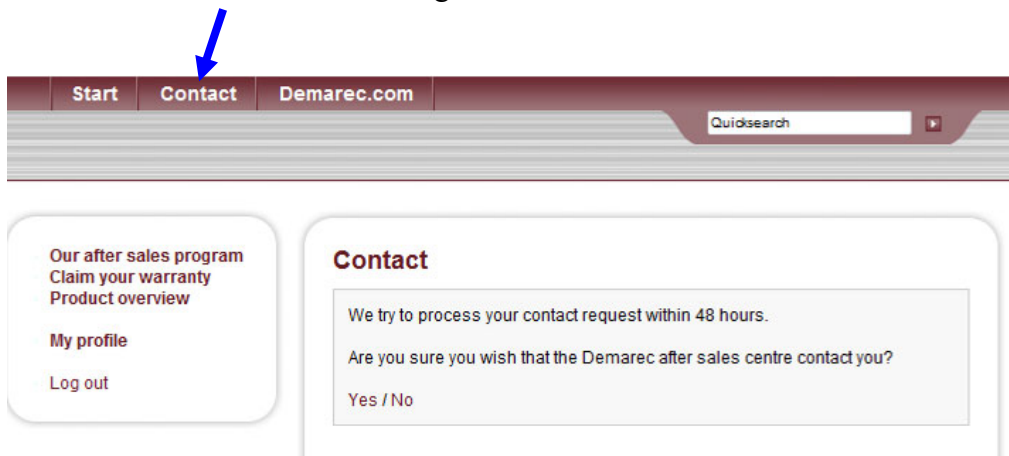 Start Contact Demarec.com
Quicksearch
Our after sales program
Claim your warranty
Product overview
My profile
Log out
Contact
We try to process your contact request within 48 hours.
Are you sure you wish that the Demarec after sales centre contact you?
Yes / No